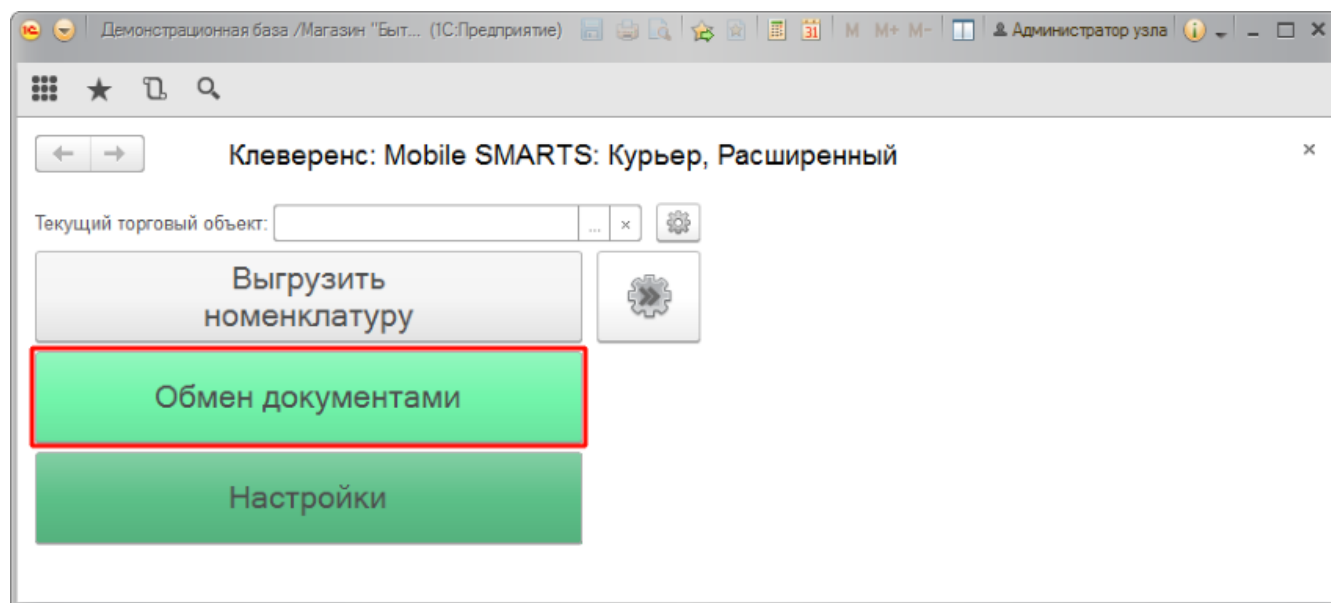 Демонстрационная база /Магазин "Быт... (1С:Предприятие) 31 M M+ M- Администратор узла
Клеверенс: Mobile SMARTS: Курьер, Расширенный
Текущий торговый объект:
Выгрузить
номенклатуру
Обмен документами
Настройки